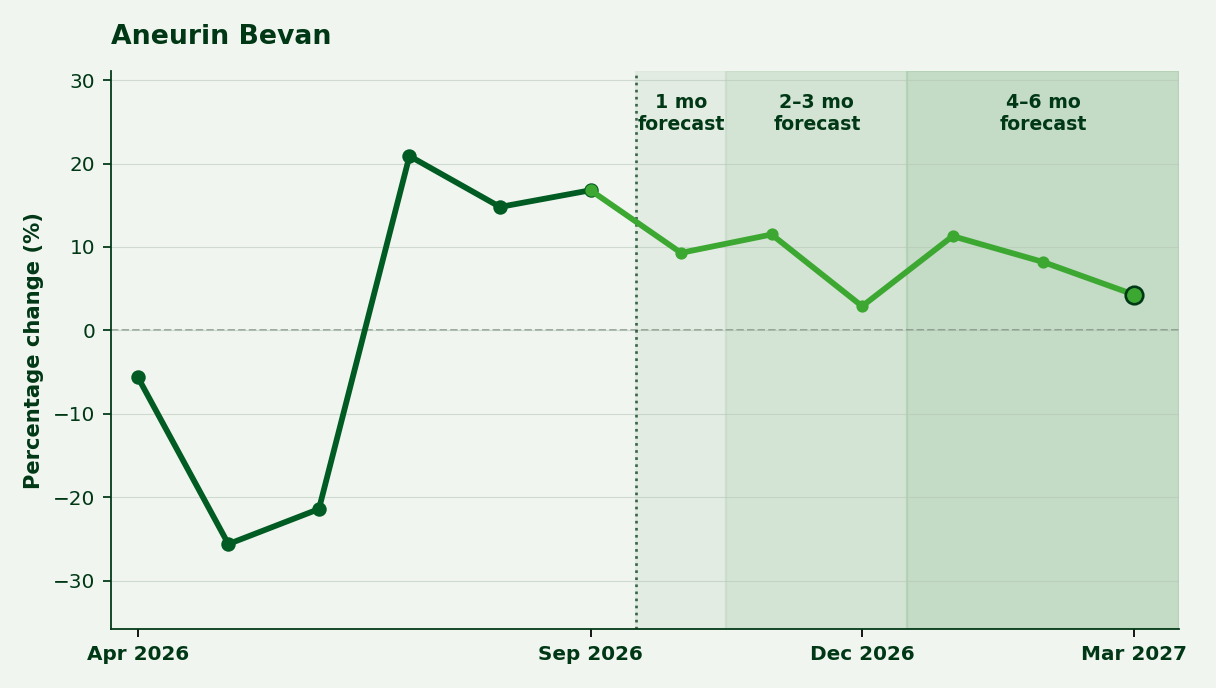 Aneurin Bevan
1 mo
forecast
2–3 mo
forecast
4–6 mo
forecast
Percentage change (%)
30
20
10
0
−10
−20
−30
Apr 2026
Sep 2026
Dec 2026
Mar 2027